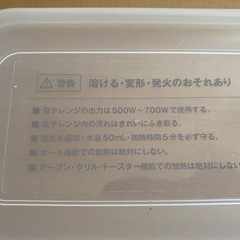 ⚠ 警告 溶ける・変形・発火のおそれあり
■電子レンジの出力は500W~700Wで使用する。
■電子レンジ内の汚れはきれいにふき取る。
■空だき厳禁!水量50mL・加熱時間5分を必ず守る。
■オート機能での加熱は絶対にしない。
■オーブン・グリル・トースター機能での加熱は絶対にしない。